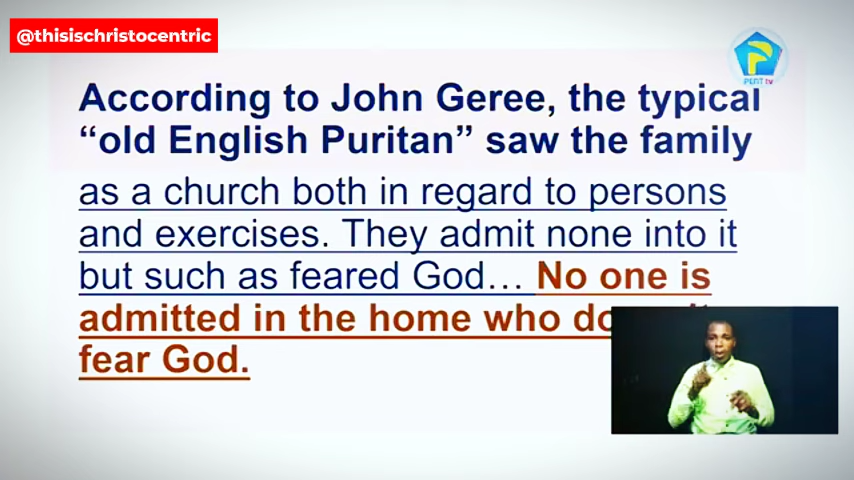 @thisischristocentric
PENT tv
According to John Geree, the typical
“old English Puritan” saw the family
as a church both in regard to persons
and exercises. They admit none into it
but such as feared God… No one is
admitted in the home who
fear God.